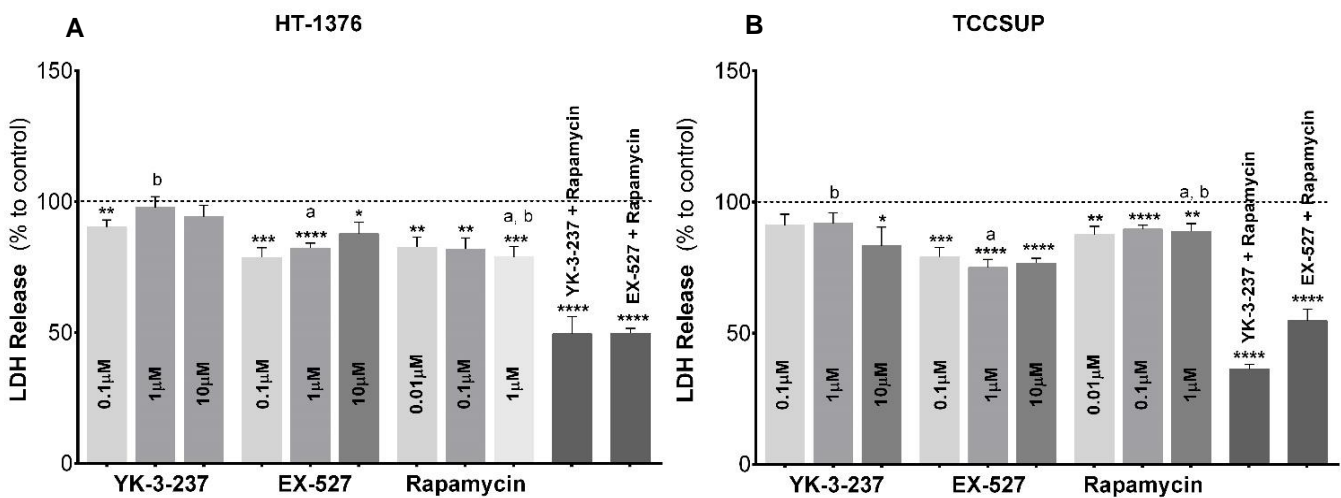 A
HT-1376
LDH Release (% to control)
150
100
50
0
**
b
***
a
****
*
**
**
a, b
***
****
YK-3-237 + Rapamycin
****
EX-527 + Rapamycin
0.1µM
1µM
10µM
0.1µM
1µM
10µM
0.01µM
0.1µM
1µM
YK-3-237
EX-527
Rapamycin
B
TCCSUP
LDH Release (% to control)
150
100
50
0
b
*
***
a
****
****
**
****
a, b
**
****
YK-3-237 + Rapamycin
****
EX-527 + Rapamycin
0.1µM
1µM
10µM
0.1µM
1µM
10µM
0.01µM
0.1µM
1µM
YK-3-237
EX-527
Rapamycin